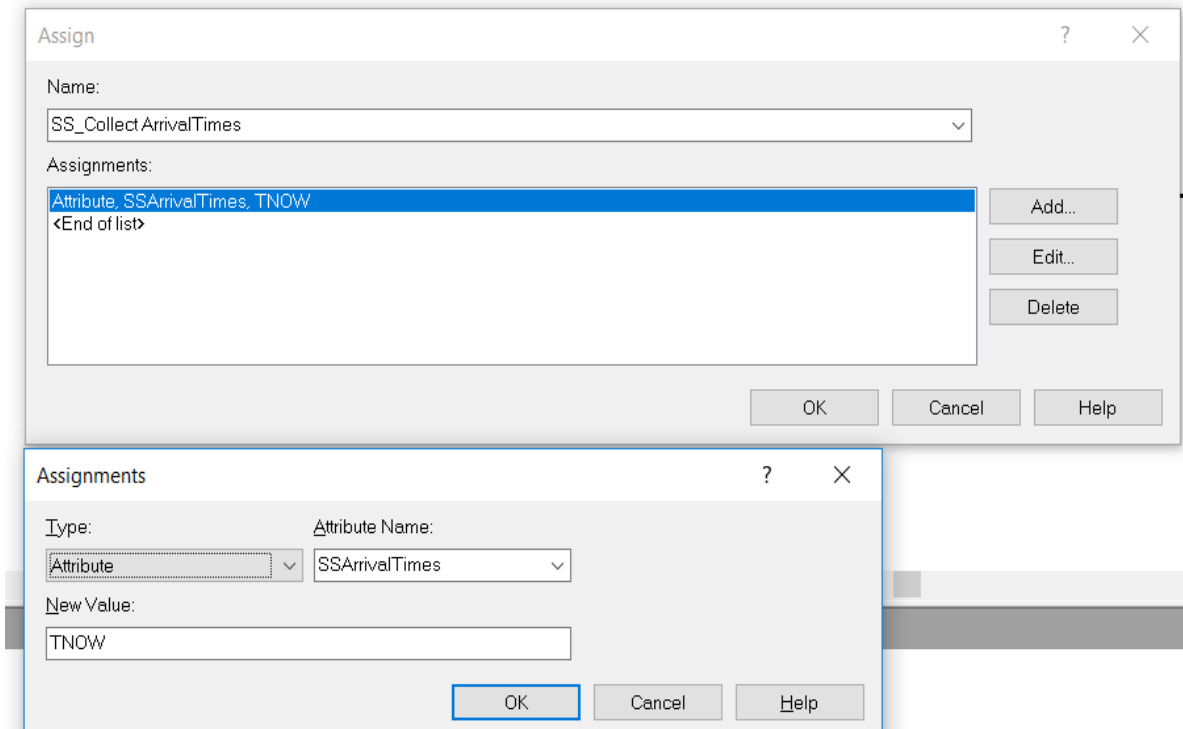 Assign ?
Name:
SS_Collect ArrivalTimes
Assignments:
Attribute, SSArrivalTimes, TNOW
<End of list>
Add...
Edit...
Delete
OK Cancel Help
Assignments ?
Type: Attribute Name:
Attribute SSArrivalTimes
New Value:
TNOW
OK Cancel Help